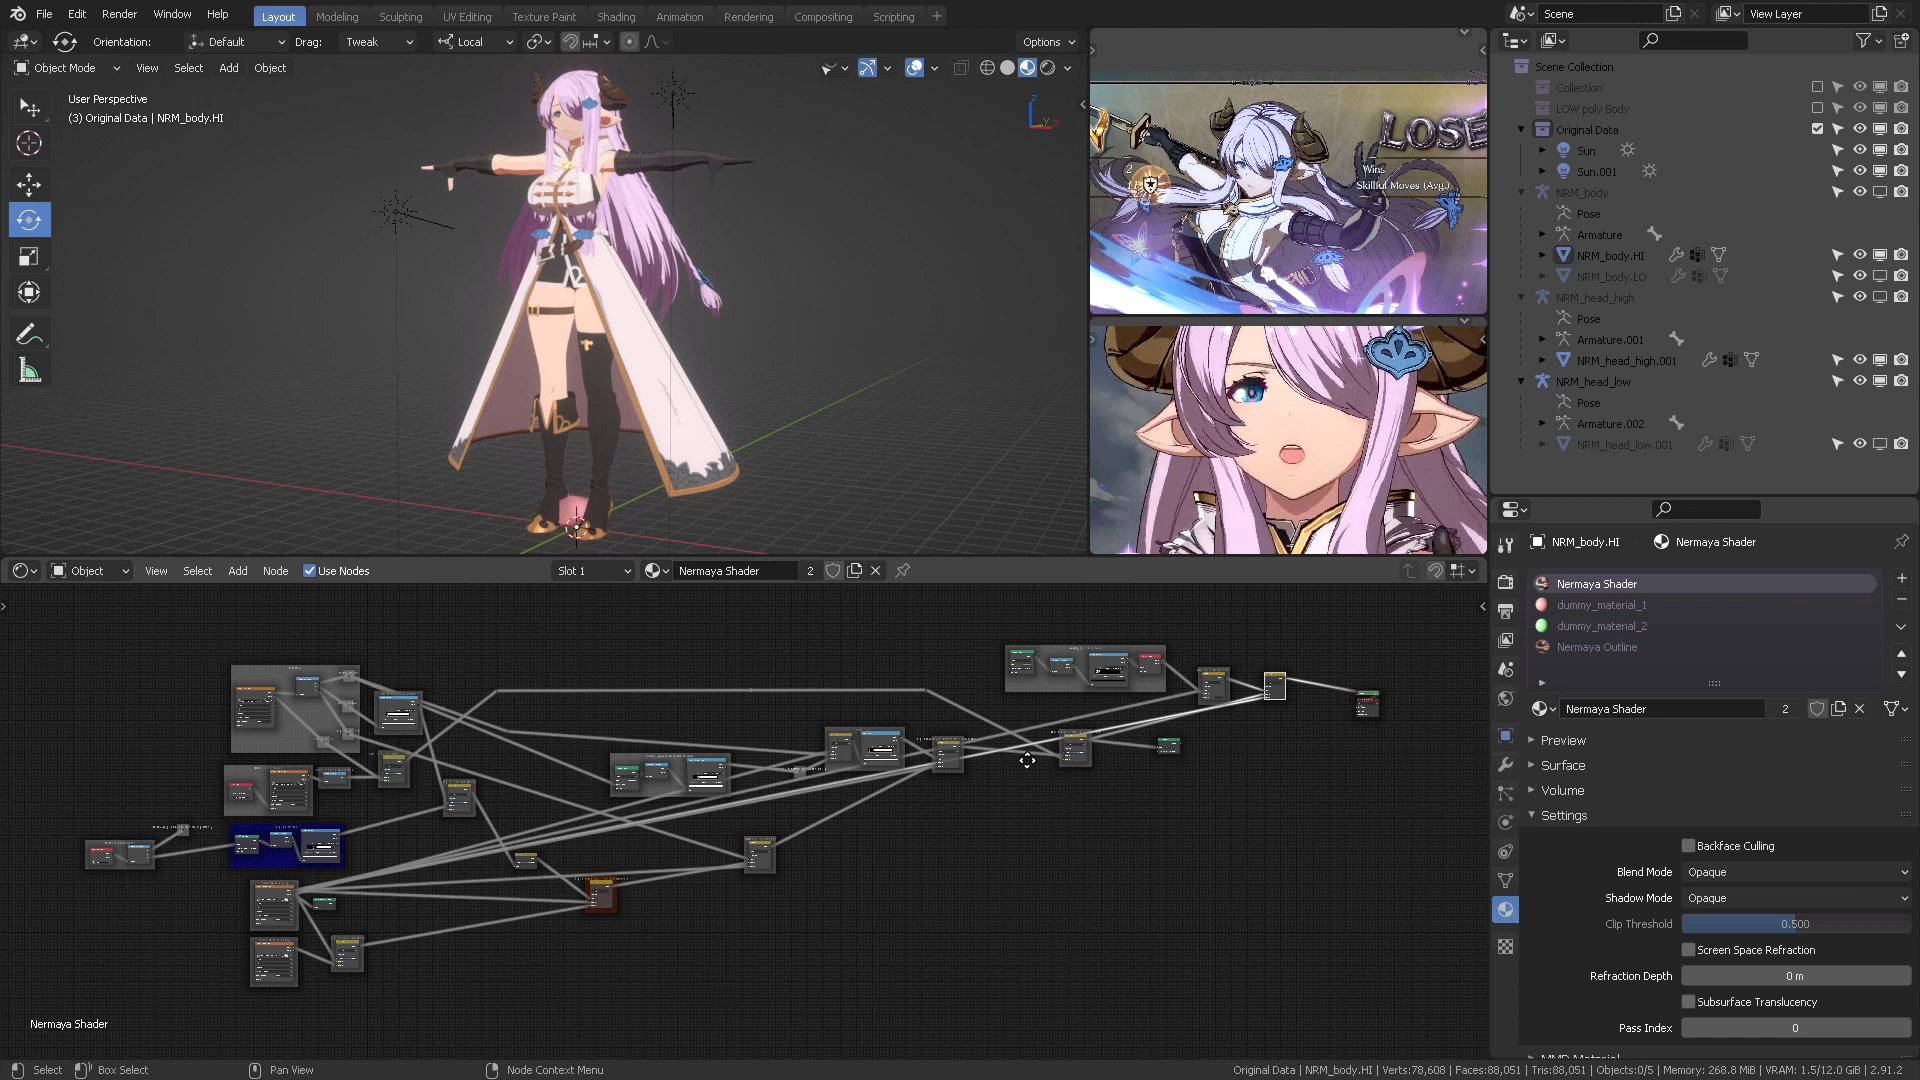 File Edit Render Window Help Layout Modeling Sculpting UV Editing Texture Paint Shading Animation Rendering Compositing Scripting + Scene View Layer
Orientation: Default Drag: Tweak Local Options
Object Mode View Select Add Object
User Perspective
(3) Original Data | NRM_body.HI
Z
Y
X
LOSE
2
Wins
Skillful Moves (Avg.)
Scene Collection
Collection
LOW poly Body
Original Data
Sun
Sun.001
NRM_body
Pose
Armature
NRM_body.HI
NRM_body.LO
NRM_head_high
Pose
Armature.001
NRM_head_high.001
NRM_head_low
Pose
Armature.002
NRM_head_low.001
Object View Select Add Node Use Nodes Slot 1 Nermaya Shader 2
Nermaya Shader
NRM_body.HI Nermaya Shader
Nermaya Shader
dummy_material_1
dummy_material_2
Nermaya Outline
Nermaya Shader 2
Preview
Surface
Volume
Settings
Backface Culling
Blend Mode Opaque
Shadow Mode Opaque
Clip Threshold 0.500
Screen Space Refraction
Refraction Depth 0 m
Subsurface Translucency
Pass Index 0
MMD Material
Select Box Select Pan View Node Context Menu Original Data | NRM_body.HI | Verts:78,608 | Faces:88,051 | Tris:88,051 | Objects:0/5 | Memory: 268.8 MiB | VRAM: 1.5/12.0 GiB | 2.91.2